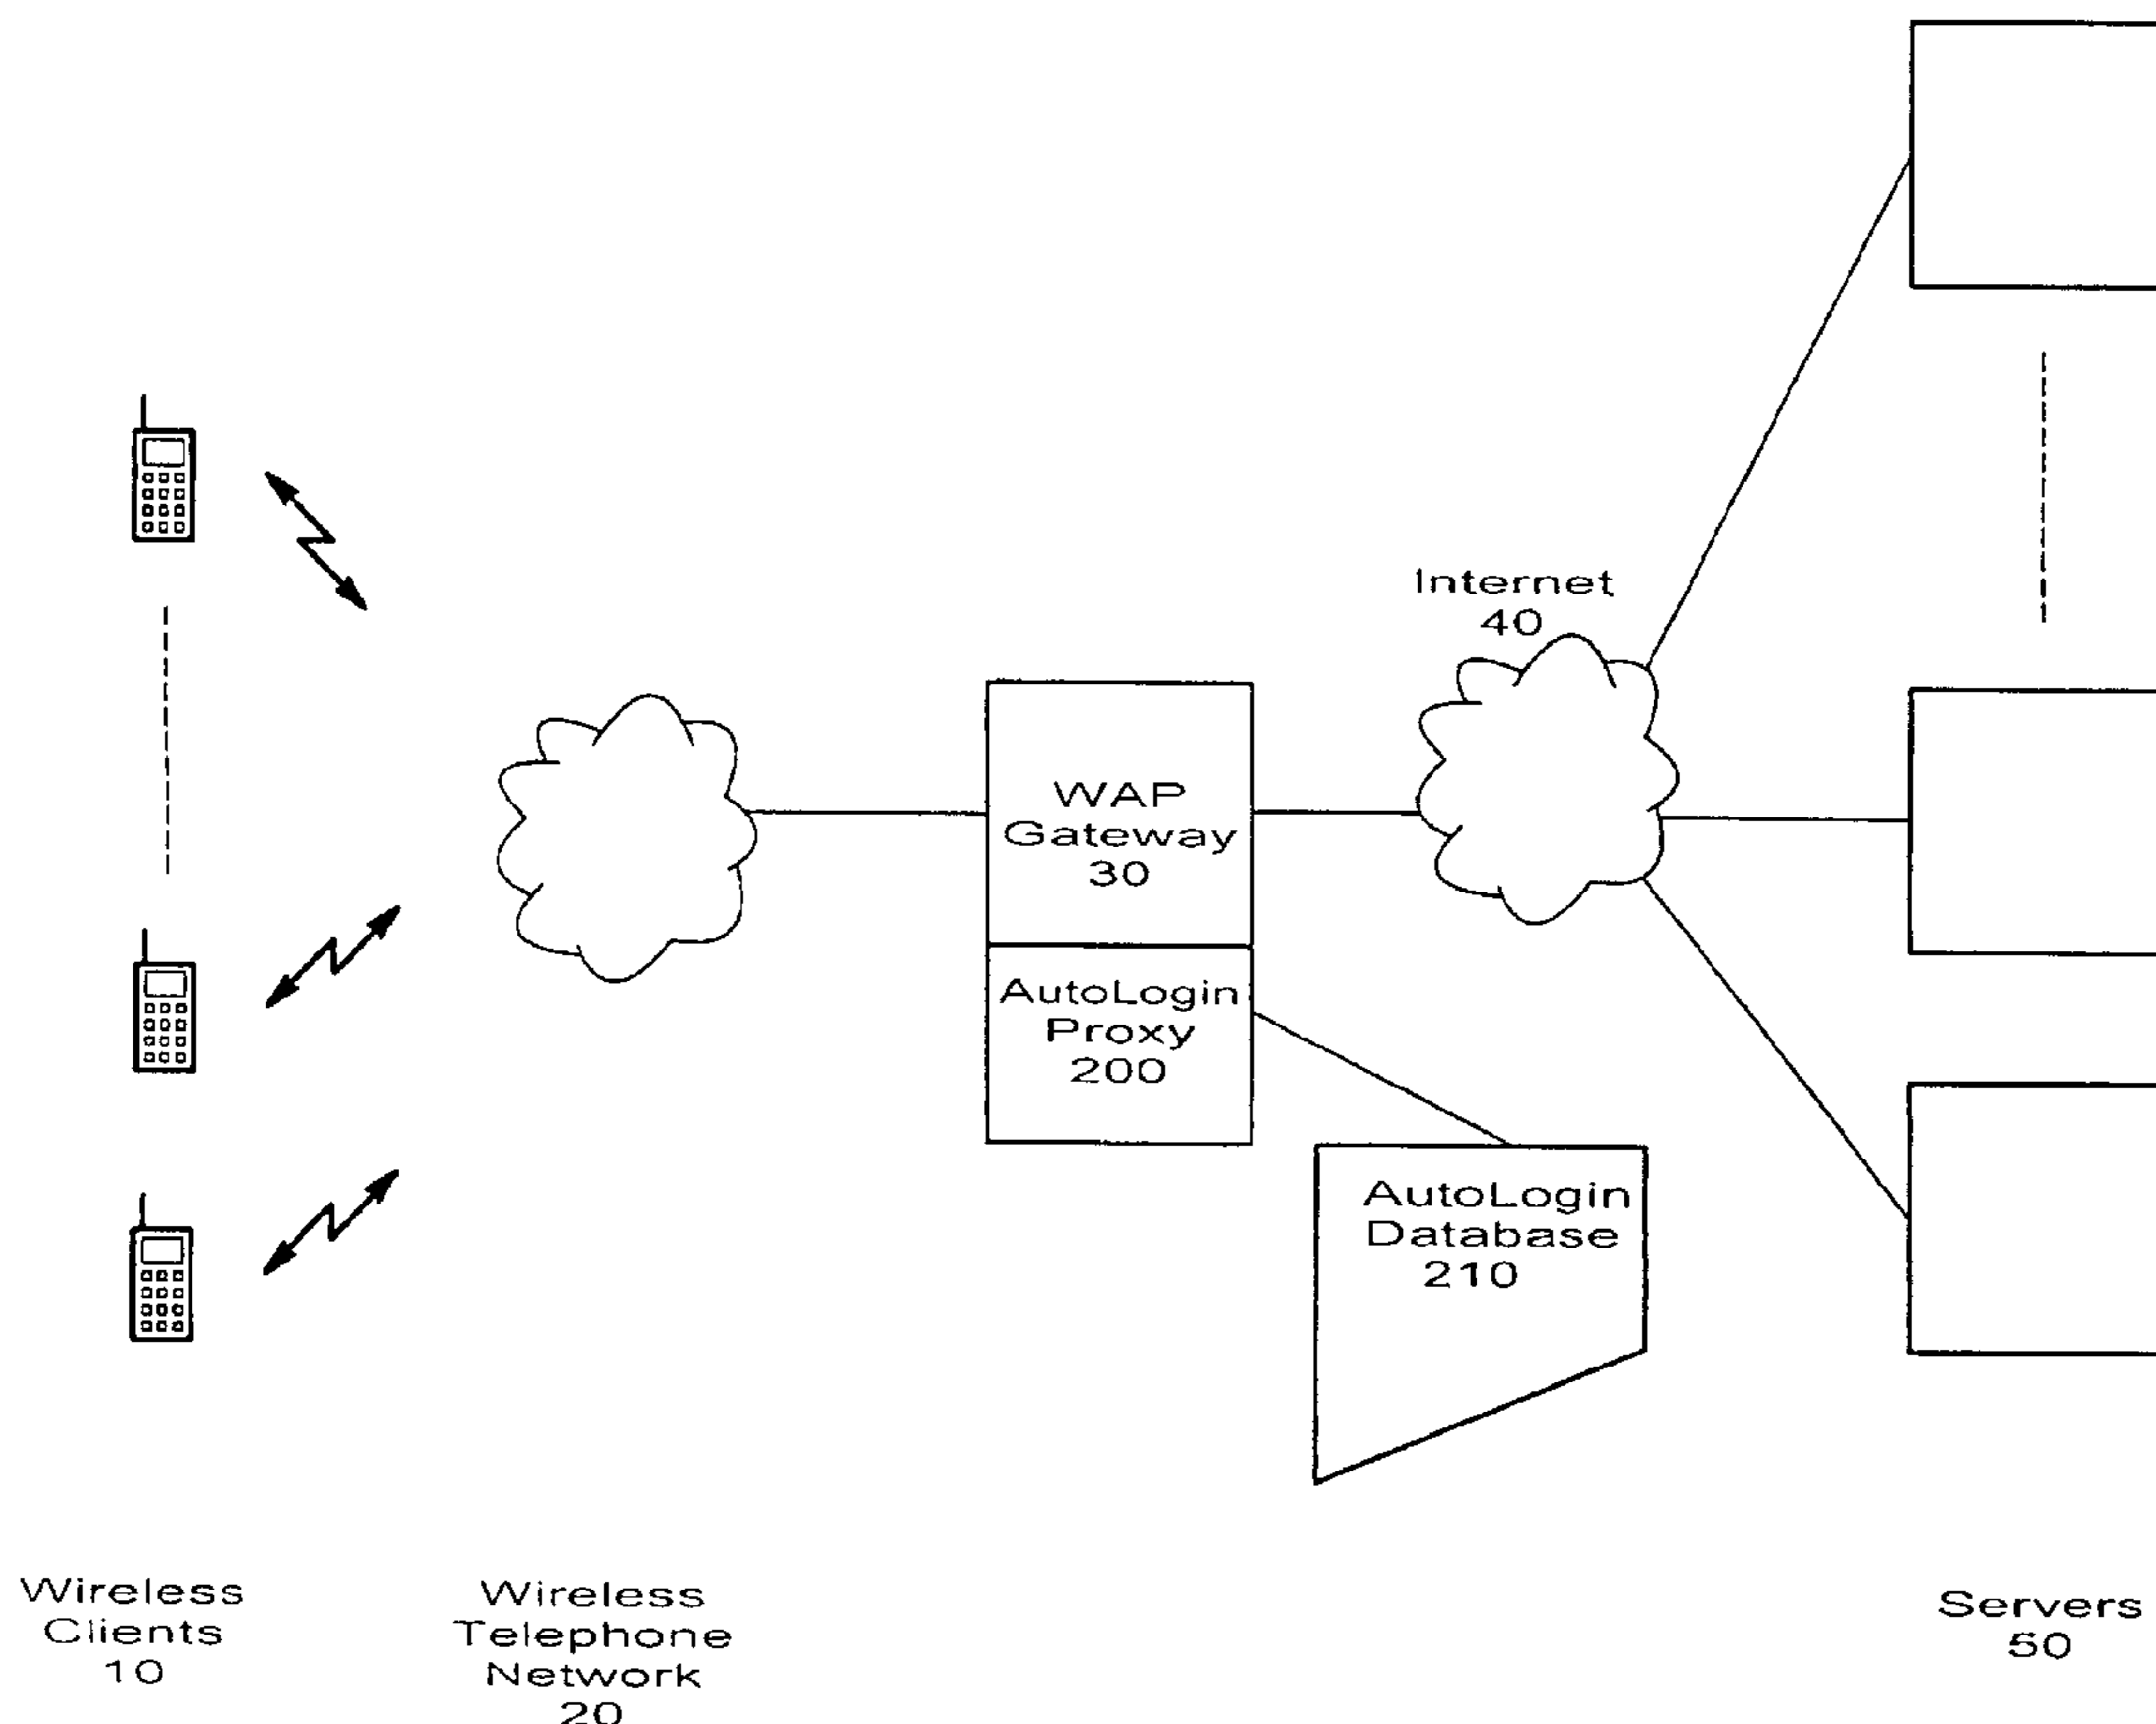 Internet
40
WAP
Gateway
30
AutoLogin
Proxy
200
AutoLogin
Database
210
Wireless
Clients
10
Wireless
Telephone
Network
20
Servers
50